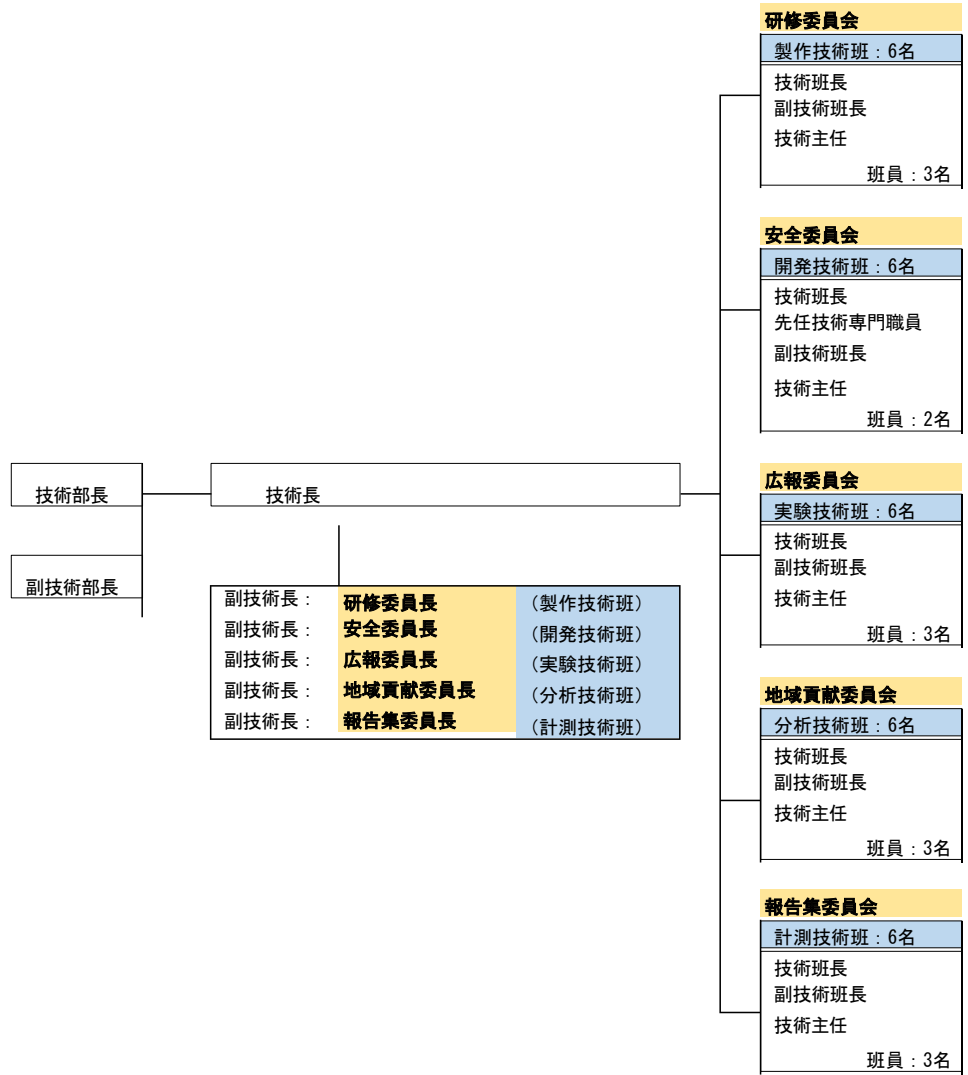 研修委員会
製作技術班：6名
技術班長
副技術班長
技術主任
班員：3名
安全委員会
開発技術班：6名
技術班長
先任技術専門職員
副技術班長
技術主任
班員：2名
技術部長
技術長
副技術部長
副技術長： 研修委員長 （製作技術班）
副技術長： 安全委員長 （開発技術班）
副技術長： 広報委員長 （実験技術班）
副技術長： 地域貢献委員長 （分析技術班）
副技術長： 報告集委員長 （計測技術班）
広報委員会
実験技術班：6名
技術班長
副技術班長
技術主任
班員：3名
地域貢献委員会
分析技術班：6名
技術班長
副技術班長
技術主任
班員：3名
報告集委員会
計測技術班：6名
技術班長
副技術班長
技術主任
班員：3名